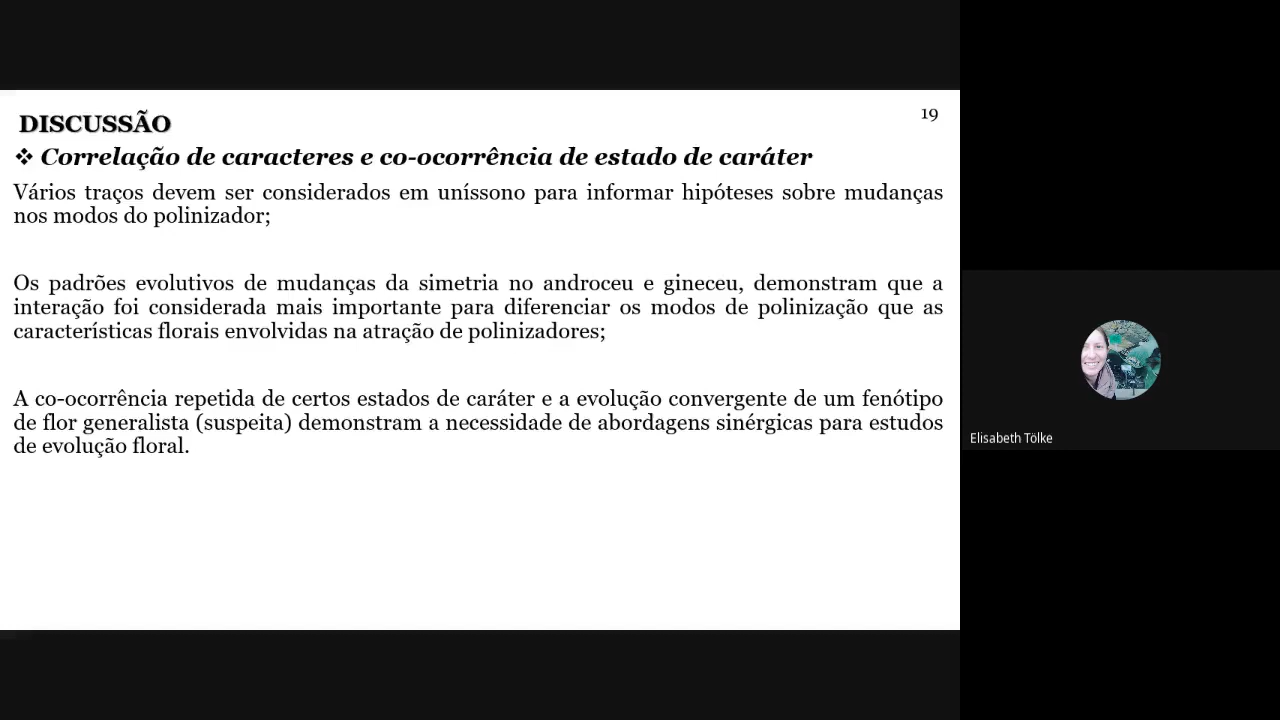 DISCUSSÃO
19
❖ Correlação de caracteres e co-ocorrência de estado de caráter
Vários traços devem ser considerados em uníssono para informar hipóteses sobre mudanças
nos modos do polinizador;
Os padrões evolutivos de mudanças da simetria no androceu e gineceu, demonstram que a
interação foi considerada mais importante para diferenciar os modos de polinização que as
características florais envolvidas na atração de polinizadores;
A co-ocorrência repetida de certos estados de caráter e a evolução convergente de um fenótipo
de flor generalista (suspeita) demonstram a necessidade de abordagens sinérgicas para estudos
de evolução floral.
Elisabeth Tölke